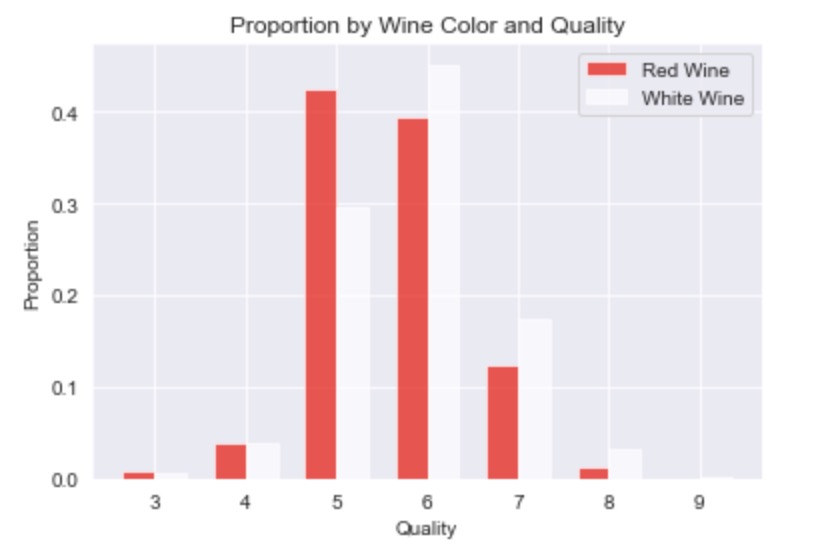 Proportion by Wine Color and Quality
Red Wine
White Wine
0.4
0.3
0.2
0.1
0.0
Proportion
3 4 5 6 7 8 9
Quality